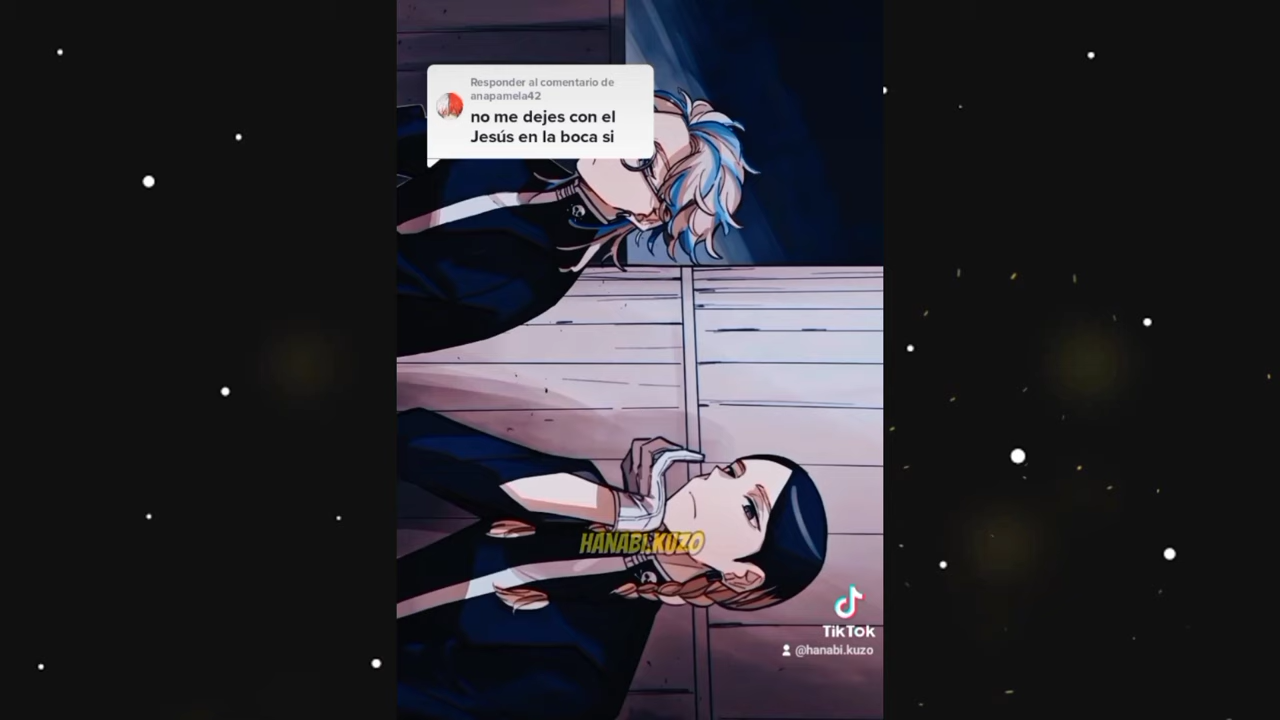 Responder al comentario de
anapamela42
no me dejes con el
Jesús en la boca si
HANABI.KUZO
TikTok
@hanabi.kuzo